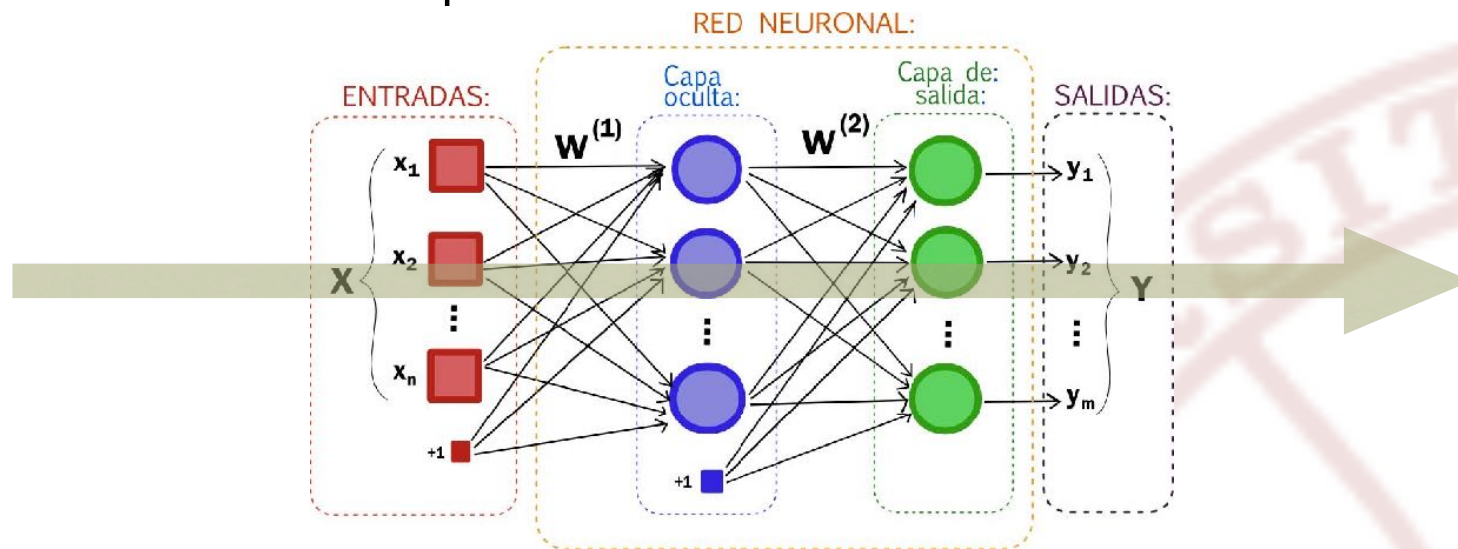 RED NEURONAL:
ENTRADAS:
Capa
oculta:
Capa de:
salida:
SALIDAS:
W(1)
W(2)
x1
x2
xn
+1
X
+1
y1
y2
ym
Y
SIT